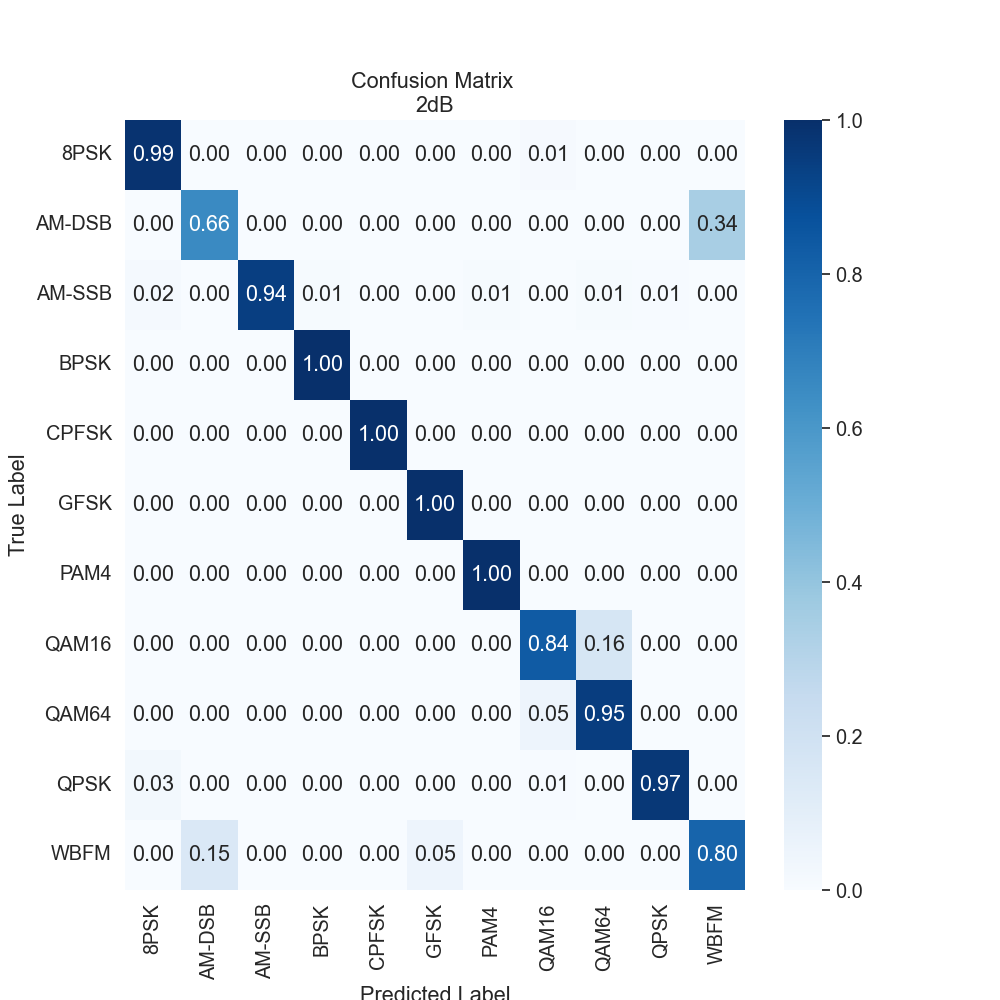 Confusion Matrix
2dB
1.0
8PSK 0.99 0.00 0.00 0.00 0.00 0.00 0.00 0.01 0.00 0.00 0.00
AM-DSB 0.00 0.66 0.00 0.00 0.00 0.00 0.00 0.00 0.00 0.00 0.34
0.8
AM-SSB 0.02 0.00 0.94 0.01 0.00 0.00 0.01 0.00 0.01 0.01 0.00
BPSK 0.00 0.00 0.00 1.00 0.00 0.00 0.00 0.00 0.00 0.00 0.00
0.6
CPFSK 0.00 0.00 0.00 0.00 1.00 0.00 0.00 0.00 0.00 0.00 0.00
True Label
GFSK 0.00 0.00 0.00 0.00 0.00 1.00 0.00 0.00 0.00 0.00 0.00
PAM4 0.00 0.00 0.00 0.00 0.00 0.00 1.00 0.00 0.00 0.00 0.00
0.4
QAM16 0.00 0.00 0.00 0.00 0.00 0.00 0.00 0.84 0.16 0.00 0.00
QAM64 0.00 0.00 0.00 0.00 0.00 0.00 0.00 0.05 0.95 0.00 0.00
0.2
QPSK 0.03 0.00 0.00 0.00 0.00 0.00 0.00 0.01 0.00 0.97 0.00
WBFM 0.00 0.15 0.00 0.00 0.00 0.05 0.00 0.00 0.00 0.00 0.80
0.0
8PSK AM-DSB AM-SSB BPSK CPFSK GFSK PAM4 QAM16 QAM64 QPSK WBFM
Predicted Label